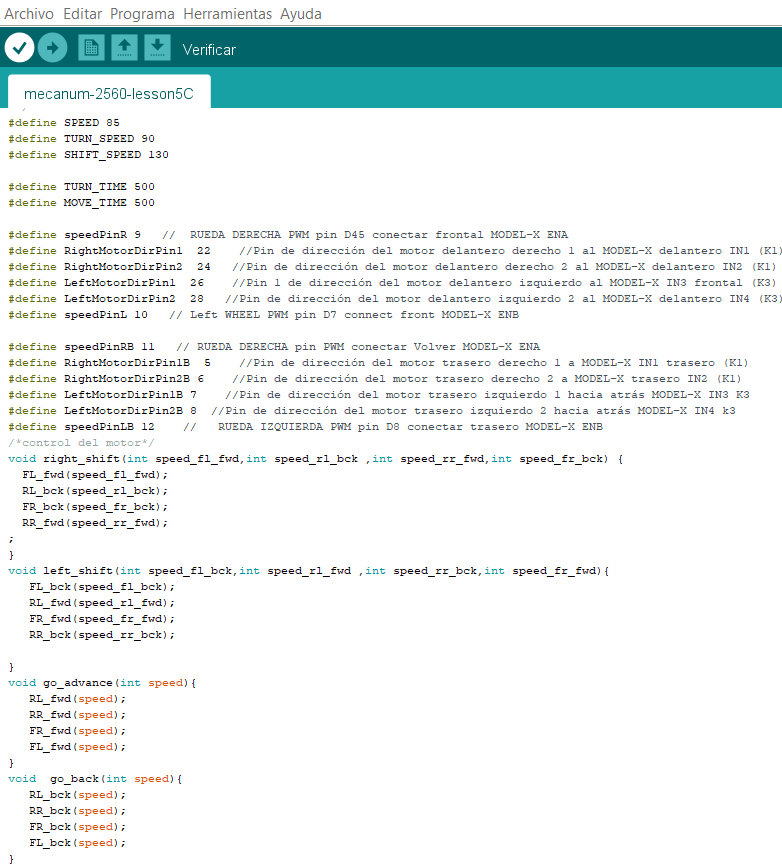 Archivo Editar Programa Herramientas Ayuda
Verificar
mecanum-2560-lesson5C
#define SPEED 85
#define TURN_SPEED 90
#define SHIFT_SPEED 130
#define TURN_TIME 500
#define MOVE_TIME 500
#define speedPinR 9   //  RUEDA DERECHA PWM pin D45 conectar frontal MODEL-X ENA
#define RightMotorDirPin1  22    //Pin de dirección del motor delantero derecho 1 al MODEL-X delantero IN1 (K1)
#define RightMotorDirPin2  24   //Pin de dirección del motor delantero derecho 2 al MODEL-X delantero IN2 (K1)
#define LeftMotorDirPin1  26    //Pin 1 de dirección del motor delantero izquierdo al MODEL-X IN3 frontal (K3)
#define LeftMotorDirPin2  28   //Pin de dirección del motor delantero izquierdo 2 al MODEL-X delantero IN4 (K3)
#define speedPinL 10   // Left WHEEL PWM pin D7 connect front MODEL-X ENB
#define speedPinRB 11   // RUEDA DERECHA pin PWM conectar Volver MODEL-X ENA
#define RightMotorDirPin1B  5    //Pin de dirección del motor trasero derecho 1 a MODEL-X IN1 trasero (K1)
#define RightMotorDirPin2B 6    //Pin de dirección del motor trasero derecho 2 a MODEL-X trasero IN2 (K1)
#define LeftMotorDirPin1B 7    //Pin de dirección del motor trasero izquierdo 1 hacia atrás MODEL-X IN3 K3
#define LeftMotorDirPin2B 8  //Pin de dirección del motor trasero izquierdo 2 hacia atrás MODEL-X IN4 k3
#define speedPinLB 12    //   RUEDA IZQUIERDA PWM pin D8 conectar trasero MODEL-X ENB
/*control del motor*/
void right_shift(int speed_fl_fwd,int speed_rl_bck ,int speed_rr_fwd,int speed_fr_bck) {
  FL_fwd(speed_fl_fwd);
  RL_bck(speed_rl_bck);
  FR_bck(speed_fr_bck);
  RR_fwd(speed_rr_fwd);
;
}
void left_shift(int speed_fl_bck,int speed_rl_fwd ,int speed_rr_bck,int speed_fr_fwd){
   FL_bck(speed_fl_bck);
   RL_fwd(speed_rl_fwd);
   FR_fwd(speed_fr_fwd);
   RR_bck(speed_rr_bck);
}
void go_advance(int speed){
   RL_fwd(speed);
   RR_fwd(speed);
   FR_fwd(speed);
   FL_fwd(speed);
}
void  go_back(int speed){
   RL_bck(speed);
   RR_bck(speed);
   FR_bck(speed);
   FL_bck(speed);
}